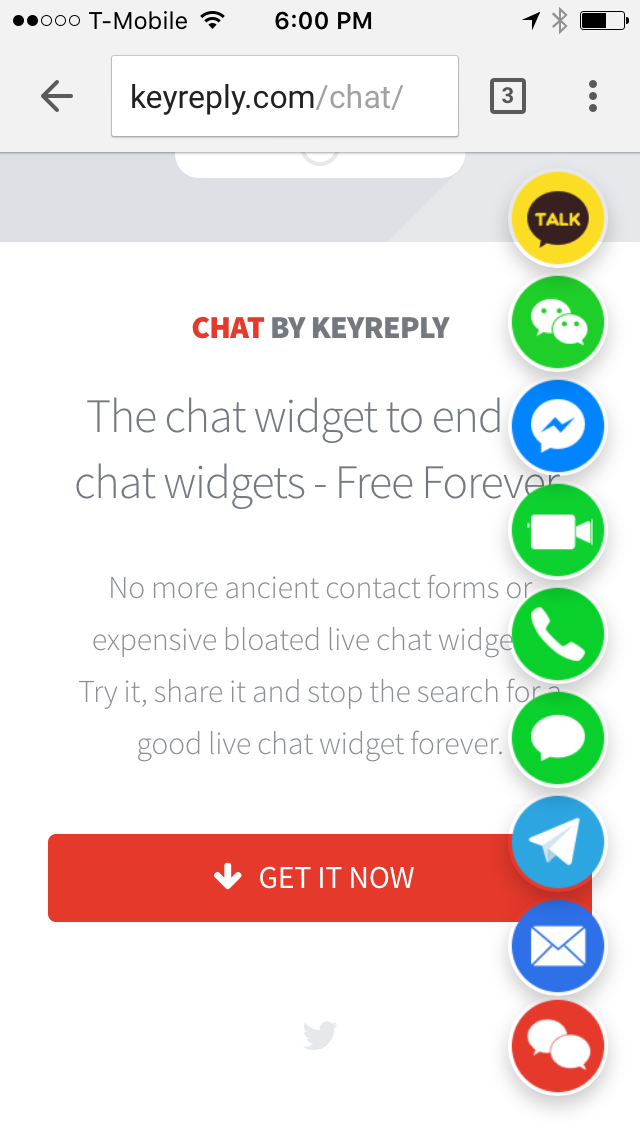 T-Mobile 6:00 PM
keyreply.com/chat/
3
TALK
CHAT BY KEYREPLY
The chat widget to end
chat widgets - Free Forever
No more ancient contact forms or
expensive bloated live chat
Try it, share it and stop the search for a
good live chat widget forever.
GET IT NOW